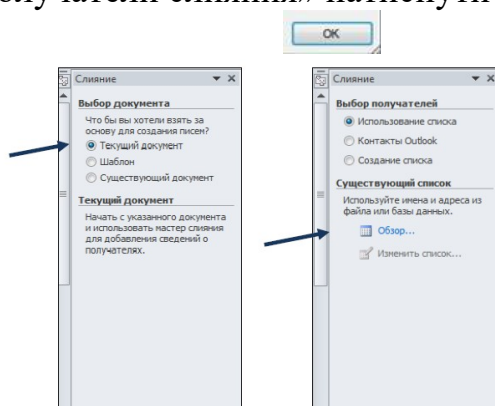 ОК
Слияние
Выбор документа
Что бы вы хотели взять за
основу для создания писем?
Текущий документ
Шаблон
Существующий документ
Текущий документ
Начать с указанного документа
и использовать мастер слияния
для добавления сведений о
получателях.
Слияние
Выбор получателей
Использование списка
Контакты Outlook
Создание списка
Существующий список
Используйте имена и адреса из
файла или базы данных.
Обзор...
Изменить список...